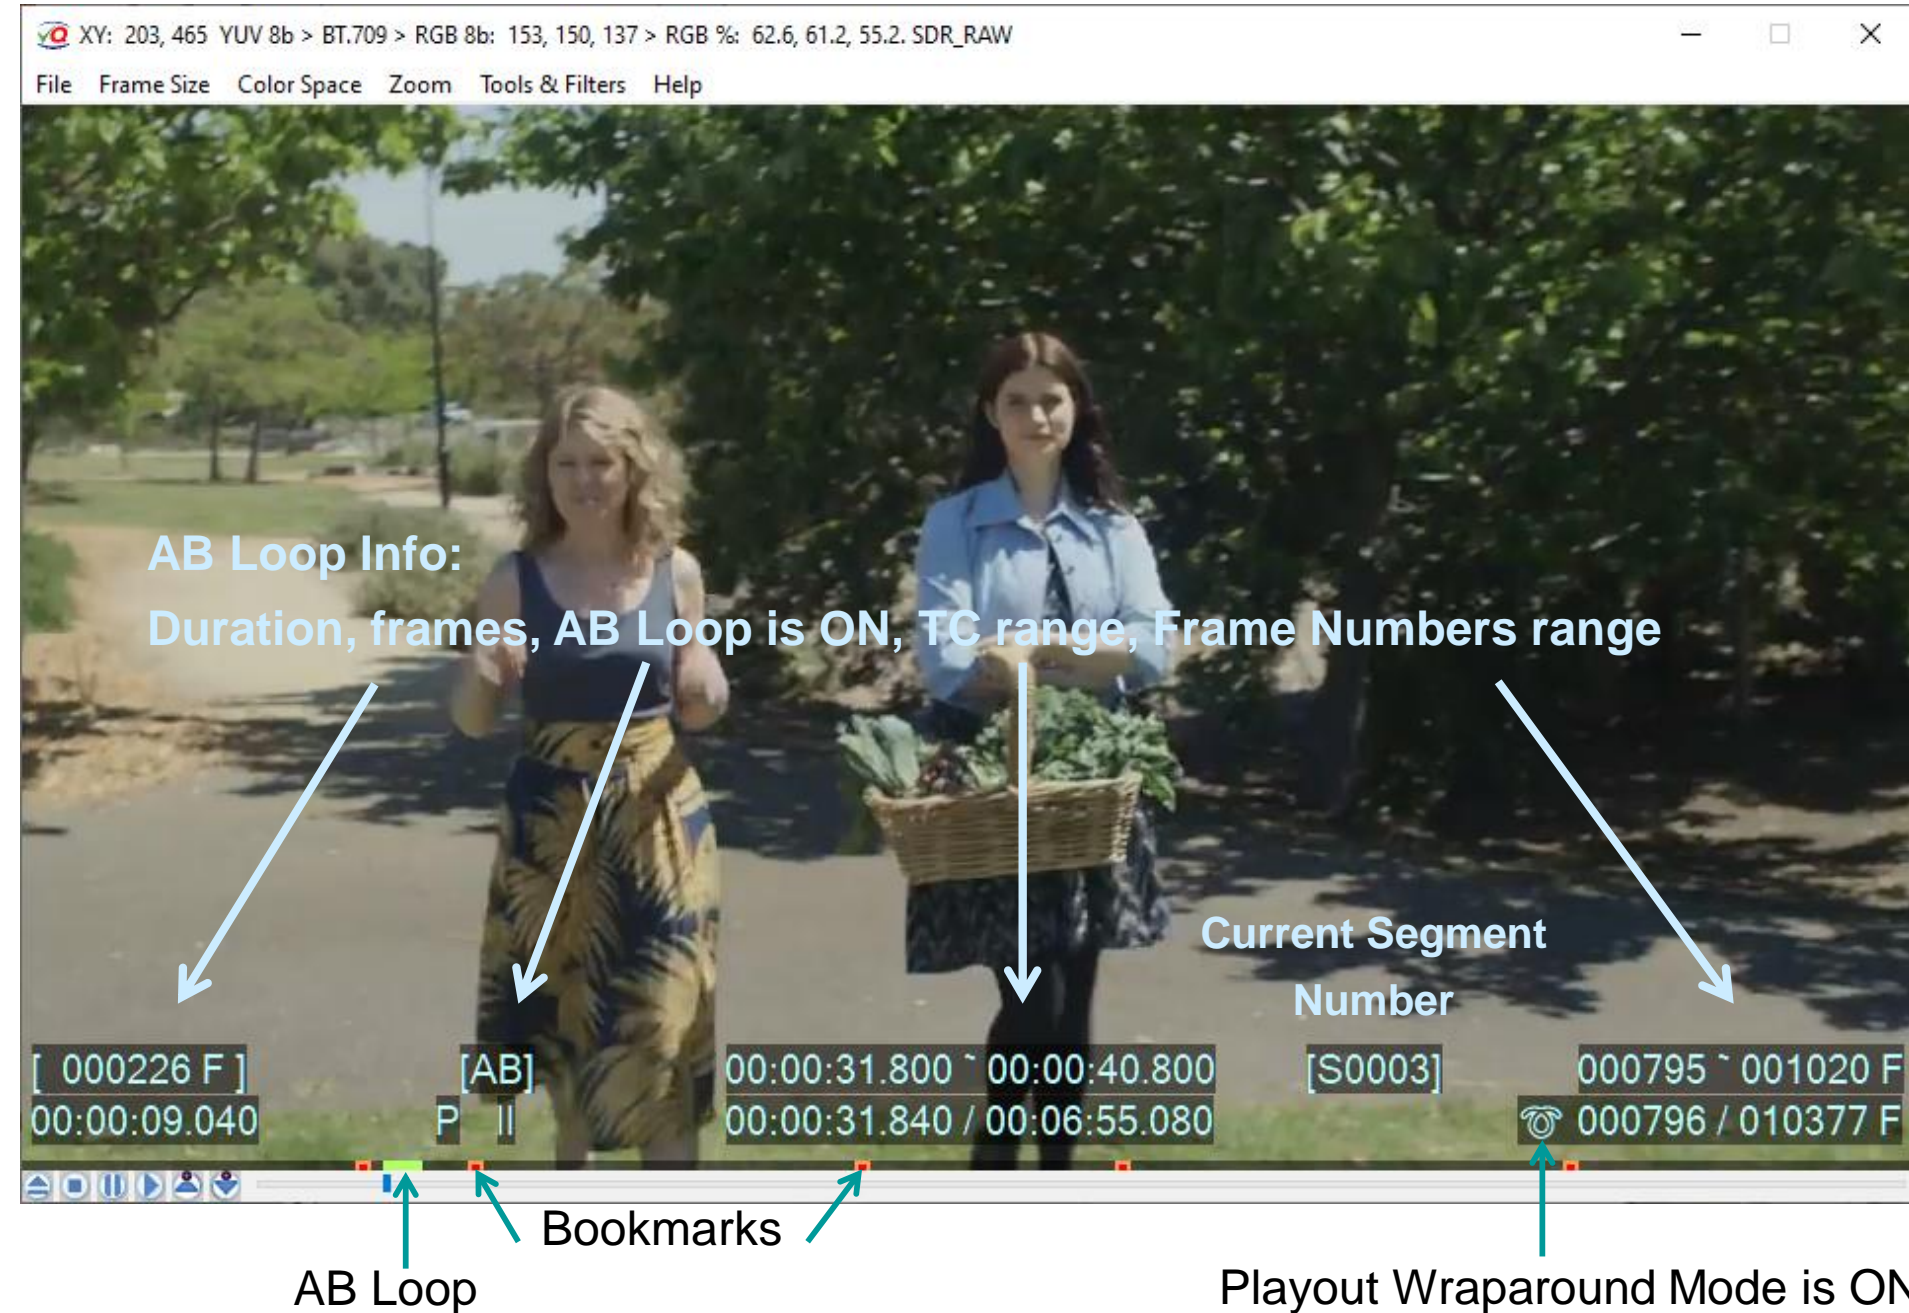 XY: 203, 465 YUV 8b > BT.709 > RGB 8b: 153, 150, 137 > RGB %: 62.6, 61.2, 55.2. SDR_RAW
File Frame Size Color Space Zoom Tools & Filters Help
AB Loop Info:
Duration, frames, AB Loop is ON, TC range, Frame Numbers range
Current Segment
Number
[ 000226 F ] [AB] 00:00:31.800 ~ 00:00:40.800 [S0003] 000795 ~ 001020 F
00:00:09.040 P II 00:00:31.840 / 00:06:55.080 000796 / 010377 F
Bookmarks
AB Loop Playout Wraparound Mode is ON